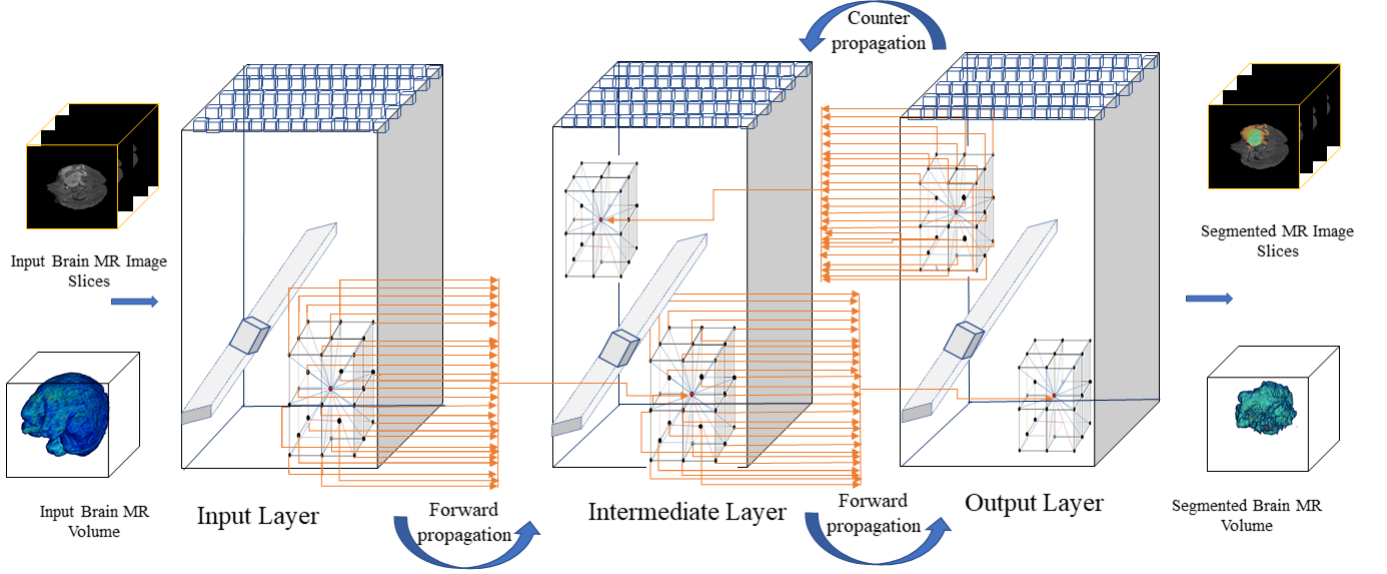 Counter
propagation
Input Brain MR Image
Slices
Segmented MR Image
Slices
Input Brain MR
Volume
Input Layer
Forward
propagation
Intermediate Layer
Forward
propagation
Output Layer
Segmented Brain MR
Volume